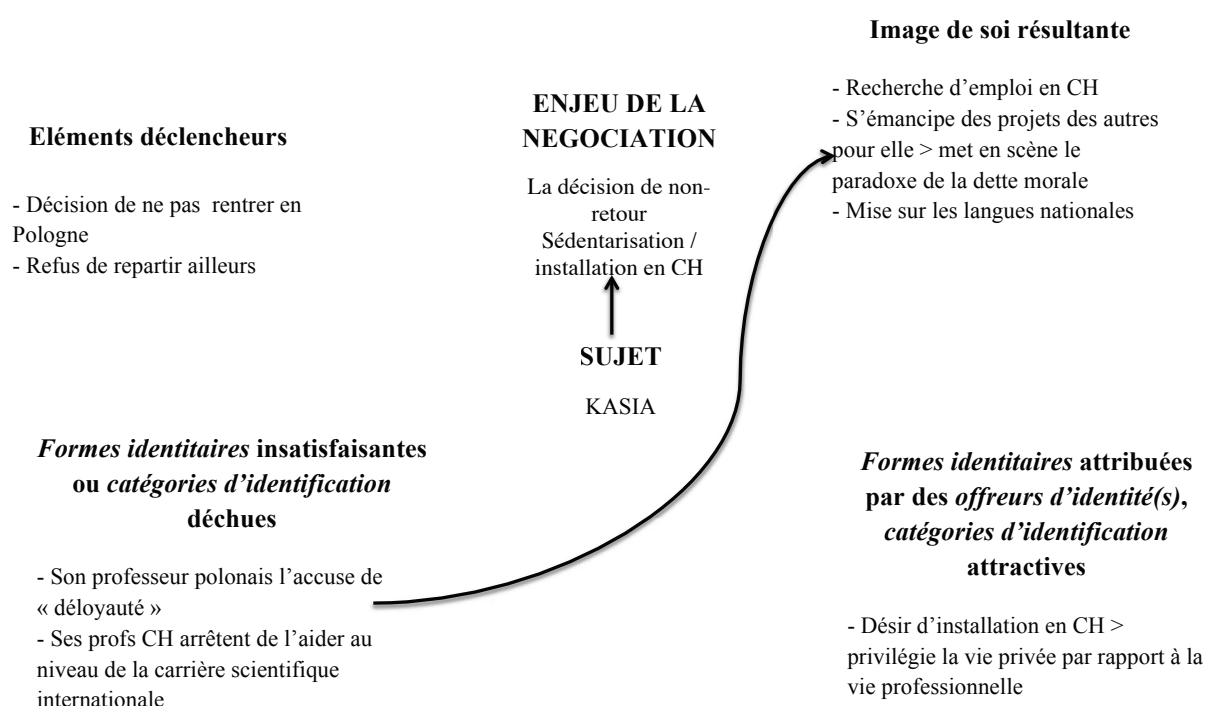 Image de soi résultante
- Recherche d’emploi en CH
- S’émancipe des projets des autres
pour elle > met en scène le
paradoxe de la dette morale
- Mise sur les langues nationales
ENJEU DE LA
NEGOCIATION
La décision de non-
retour
Sédentarisation /
installation en CH
Eléments déclencheurs
- Décision de ne pas  rentrer en
Pologne
- Refus de repartir ailleurs
SUJET
KASIA
Formes identitaires insatisfaisantes
ou catégories d’identification
déchues
- Son professeur polonais l’accuse de
« déloyauté »
- Ses profs CH arrêtent de l’aider au
niveau de la carrière scientifique
internationale
Formes identitaires attribuées
par des offreurs d’identité(s),
catégories d’identification
attractives
- Désir d’installation en CH >
privilégie la vie privée par rapport à la
vie professionnelle